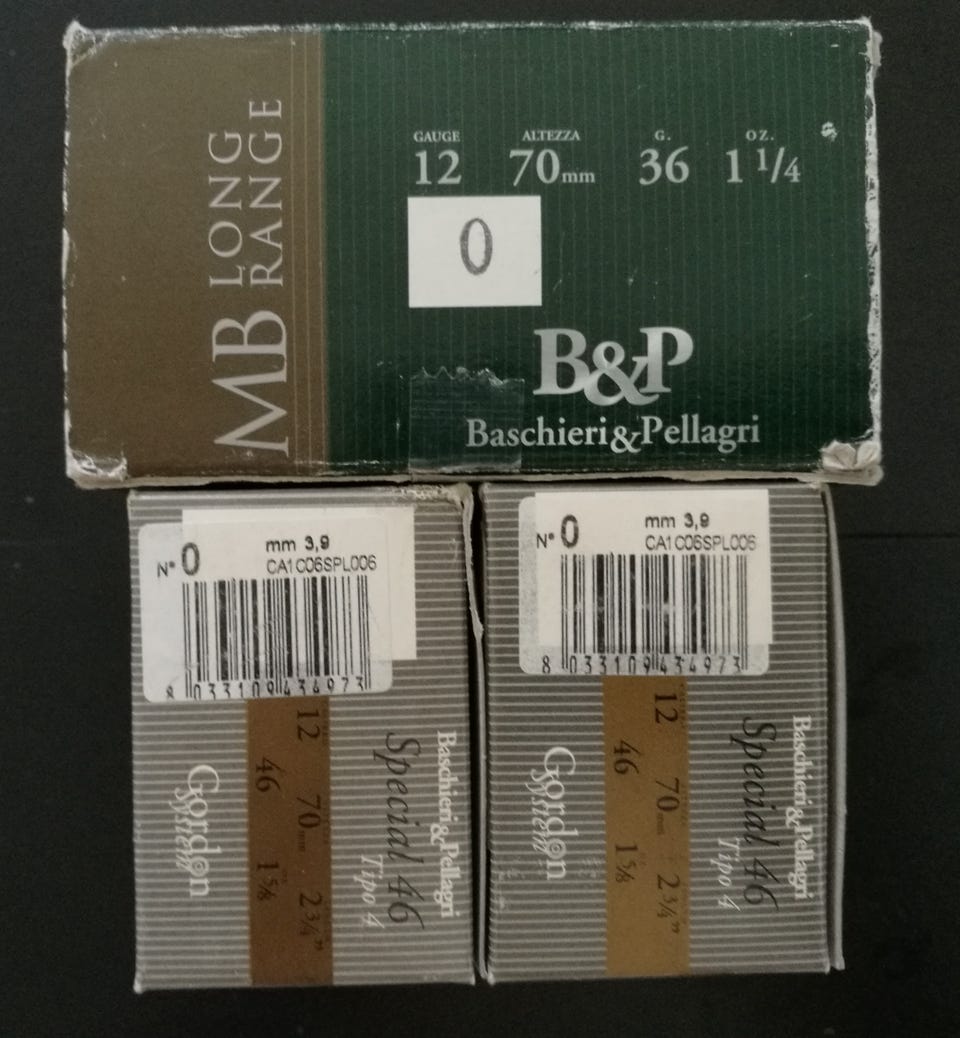 MB LONG
RANGE
GAUGE ALTEZZA G. OZ.
12 70mm 36 1 1/4
0
B&P
Baschieri&Pellagri
N° 0 mm 3,9
CA1C06SPL006
8 033109 434973
Baschieri&Pellagri
Special 46
Tipo 4
12 70mm 2 3/4"
46 1 5/8
Gordon
System
N° 0 mm 3,9
CA1C06SPL006
8 033109 434973
Baschieri&Pellagri
Special 46
Tipo 4
12 70mm 2 3/4"
46 1 5/8
Gordon
System